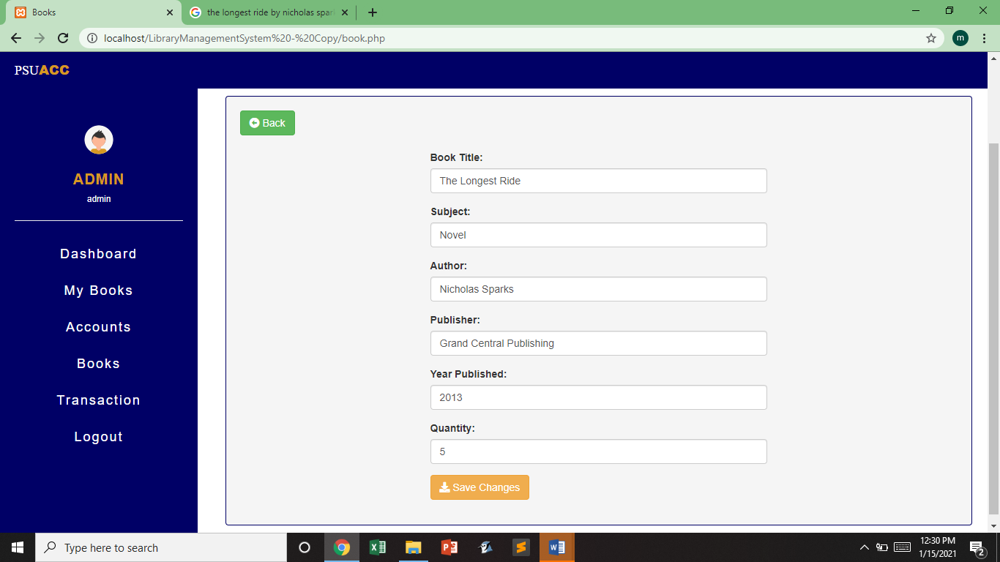 Books
the longest ride by nicholas spar
localhost/LibraryManagementSystem%20-%20Copy/book.php
m
PSUACC
ADMIN
admin
Dashboard
My Books
Accounts
Books
Transaction
Logout
Back
Book Title:
The Longest Ride
Subject:
Novel
Author:
Nicholas Sparks
Publisher:
Grand Central Publishing
Year Published:
2013
Quantity:
5
Save Changes
Type here to search
12:30 PM
1/15/2021
2